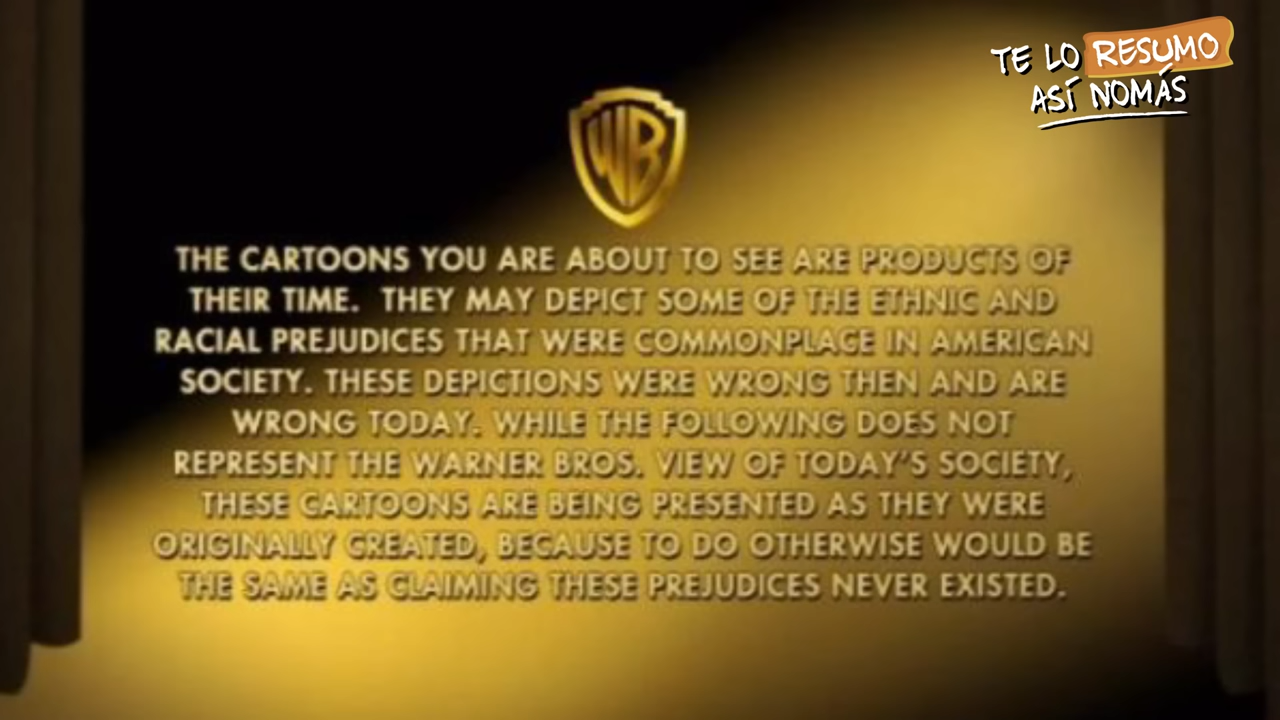 TE LO RESUMO
ASÍ NOMÁS
WB
THE CARTOONS YOU ARE ABOUT TO SEE ARE PRODUCTS OF
THEIR TIME. THEY MAY DEPICT SOME OF THE ETHNIC AND
RACIAL PREJUDICES THAT WERE COMMONPLACE IN AMERICAN
SOCIETY. THESE DEPICTIONS WERE WRONG THEN AND ARE
WRONG TODAY. WHILE THE FOLLOWING DOES NOT
REPRESENT THE WARNER BROS. VIEW OF TODAY'S SOCIETY,
THESE CARTOONS ARE BEING PRESENTED AS THEY WERE
ORIGINALLY CREATED, BECAUSE TO DO OTHERWISE WOULD BE
THE SAME AS CLAIMING THESE PREJUDICES NEVER EXISTED.